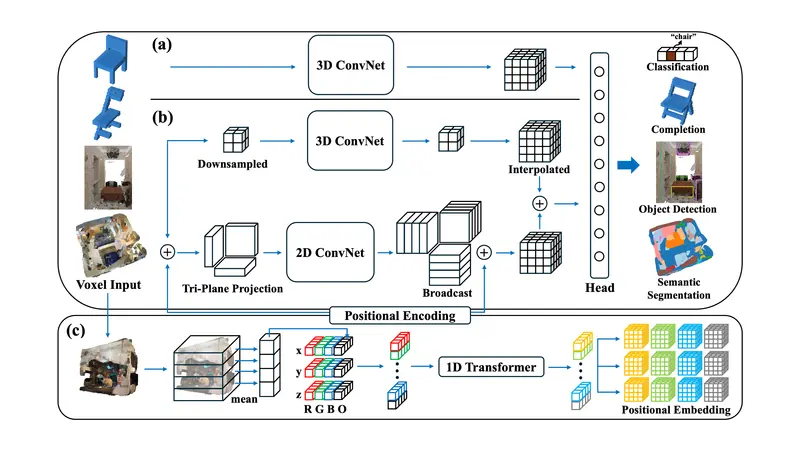 (a)
3D ConvNet
"chair"
Classification
(b)
Downsampled
3D ConvNet
Interpolated
Completion
Object Detection
Voxel Input
Tri-Plane Projection
2D ConvNet
Broadcast
Head
Semantic
Segmentation
Positional Encoding
(c)
mean
x
y
z
R G B O
1D Transformer
Positional Embedding